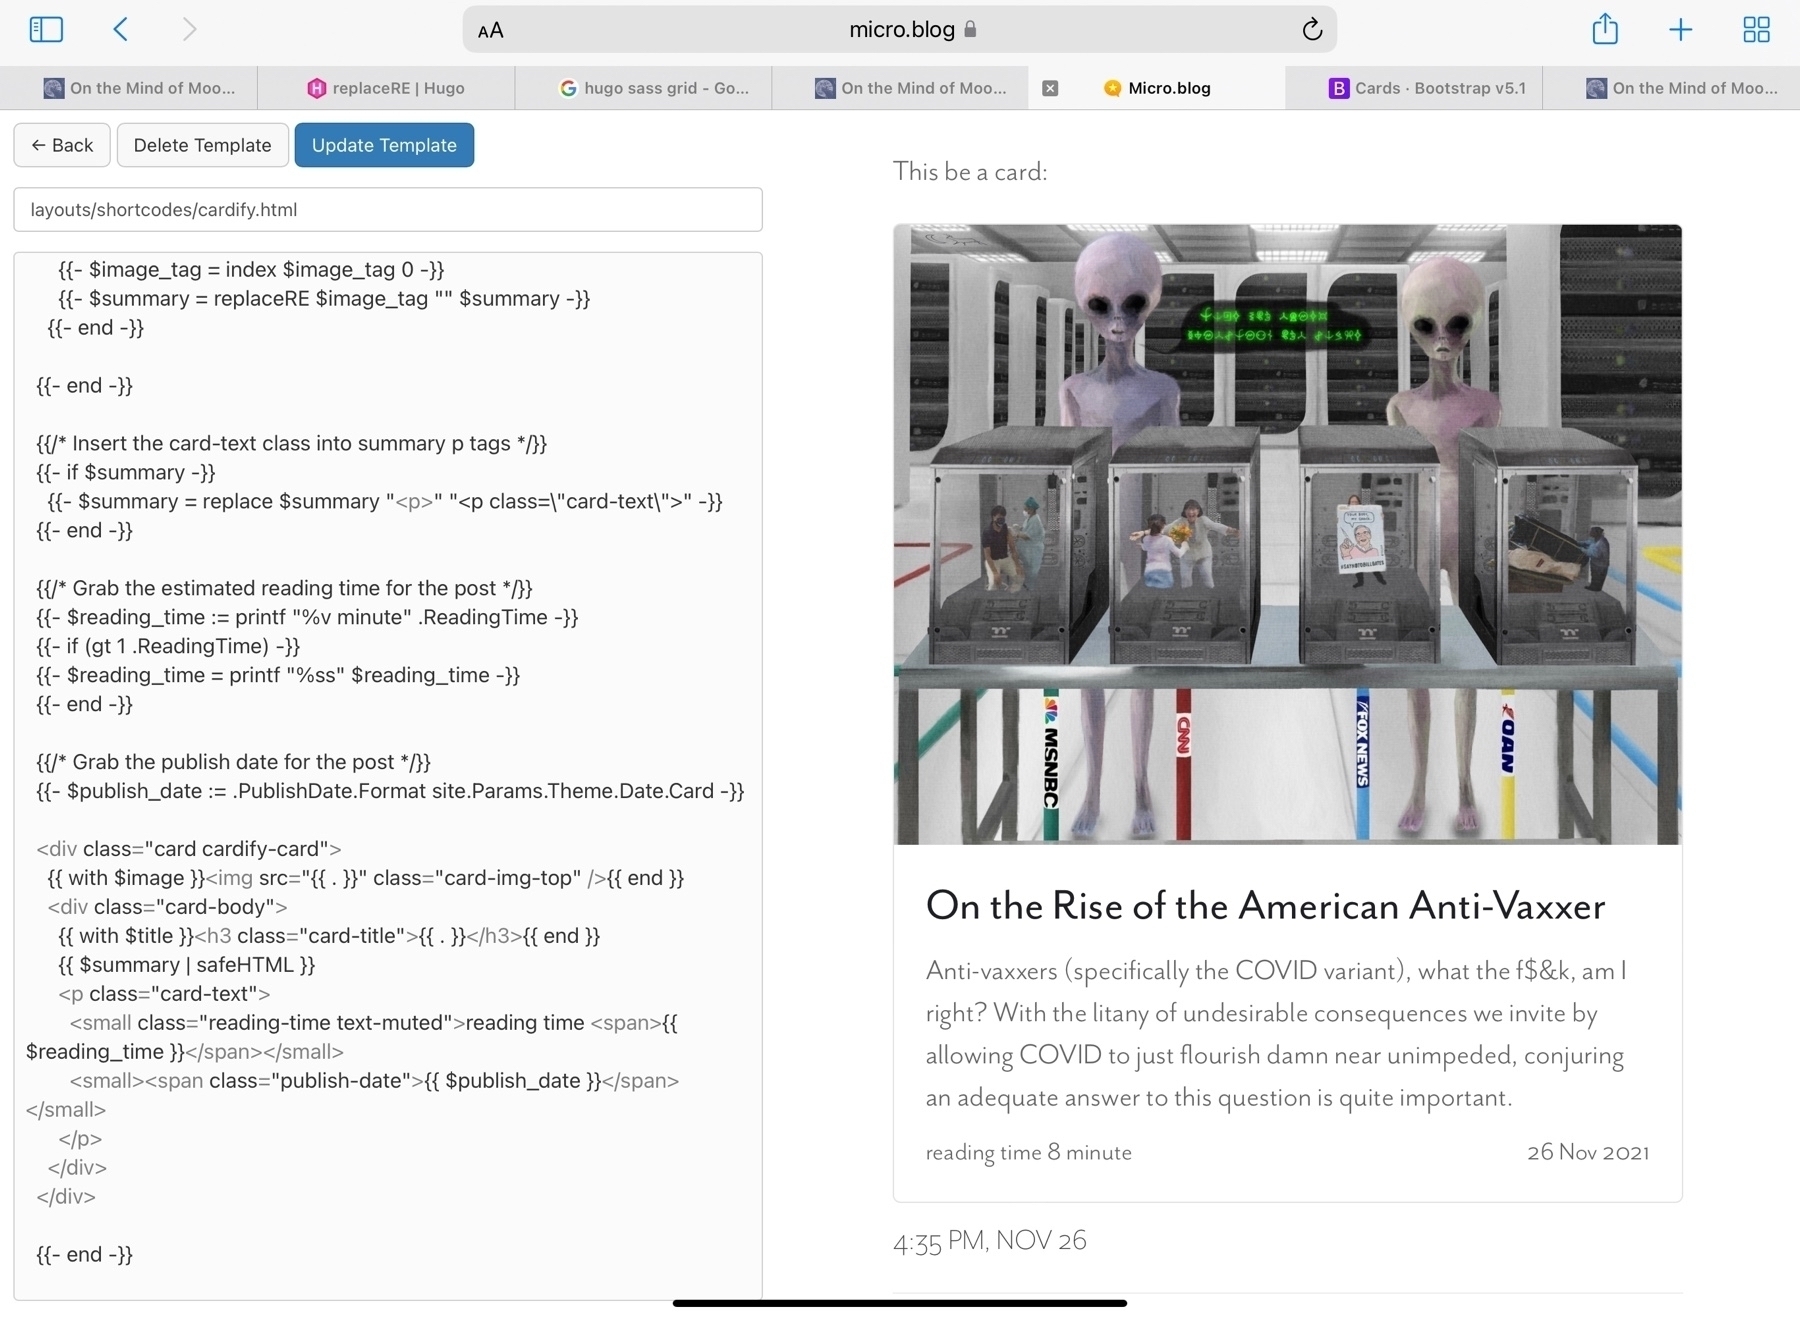 AA
micro.blog
On the Mind of Moo...
replaceRE | Hugo
hugo sass grid - Go...
On the Mind of Moo...
Micro.blog
Cards · Bootstrap v5.1
On the Mind of Moo...
← Back
Delete Template
Update Template
layouts/shortcodes/cardify.html
{{- $image_tag = index $image_tag 0 -}}
{{- $summary = replaceRE $image_tag "" $summary -}}
{{- end -}}
{{- end -}}
{{/* Insert the card-text class into summary p tags */}}
{{- if $summary -}}
{{- $summary = replace $summary "<p>" "<p class=\"card-text\">" -}}
{{- end -}}
{{/* Grab the estimated reading time for the post */}}
{{- $reading_time := printf "%v minute" .ReadingTime -}}
{{- if (gt 1 .ReadingTime) -}}
{{- $reading_time = printf "%ss" $reading_time -}}
{{- end -}}
{{/* Grab the publish date for the post */}}
{{- $publish_date := .PublishDate.Format site.Params.Theme.Date.Card -}}
<div class="card cardify-card">
{{ with $image }}<img src="{{ . }}" class="card-img-top" />{{ end }}
<div class="card-body">
{{ with $title }}<h3 class="card-title">{{ . }}</h3>{{ end }}
{{ $summary | safeHTML }}
<p class="card-text">
<small class="reading-time text-muted">reading time <span>{{
$reading_time }}</span></small>
<small><span class="publish-date">{{ $publish_date }}</span>
</small>
</p>
</div>
</div>
{{- end -}}
This be a card:
MSNBC
CNN
FOX NEWS
OAN
On the Rise of the American Anti-Vaxxer
Anti-vaxxers (specifically the COVID variant), what the f$&k, am I
right? With the litany of undesirable consequences we invite by
allowing COVID to just flourish damn near unimpeded, conjuring
an adequate answer to this question is quite important.
reading time 8 minute
26 Nov 2021
4:35 PM, NOV 26